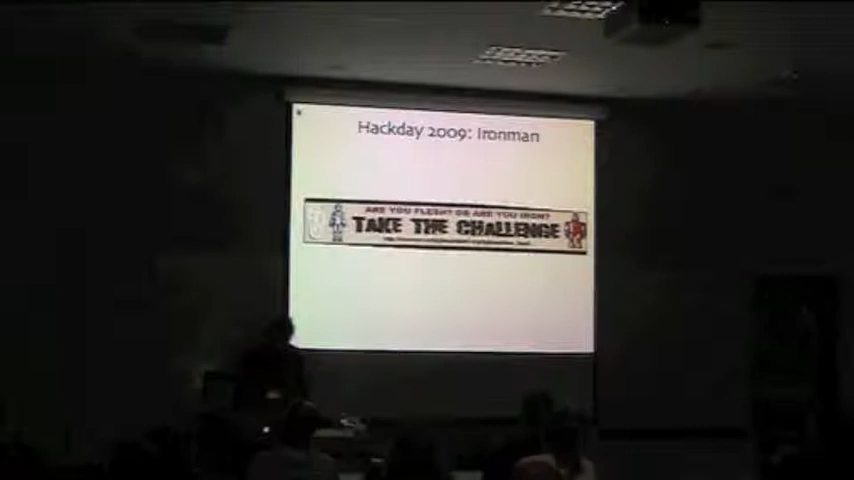 Hackday 2009: Ironman
ARE YOU FLESH? OR ARE YOU IRON?
TAKE THE CHALLENGE